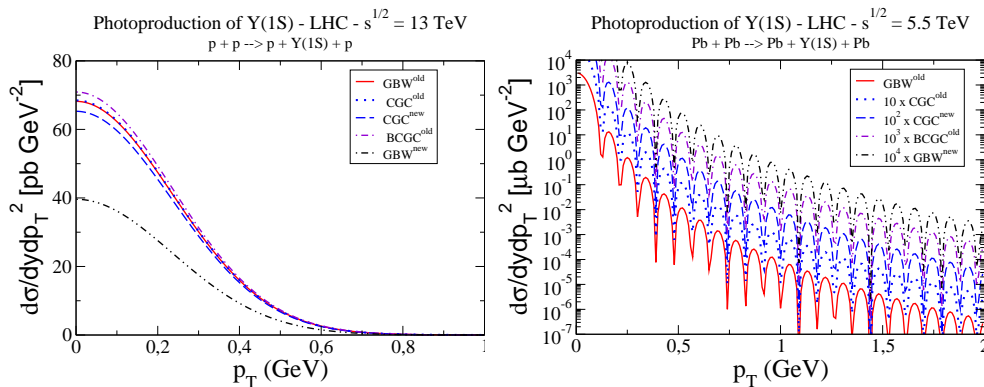 Photoproduction of Y(1S) - LHC - s^1/2 = 13 TeV
p + p --> p + Y(1S) + p
dσ/dydp_T^2 [pb GeV^-2]
80
60
40
20
0
GBW^old
CGC^old
CGC^new
BCGC^old
GBW^new
0 0,2 0,4 0,6 0,8 1
p_T (GeV)
Photoproduction of Y(1S) - LHC - s^1/2 = 5.5 TeV
Pb + Pb --> Pb + Y(1S) + Pb
dσ/dydp_T^2 [μb GeV^-2]
10^4
10^3
10^2
10^1
10^0
10^-1
10^-2
10^-3
10^-4
10^-5
10^-6
10^-7
GBW^old
10 x CGC^old
10^2 x CGC^new
10^3 x BCGC^old
10^4 x GBW^new
0 0,5 1 1,5 2
p_T (GeV)